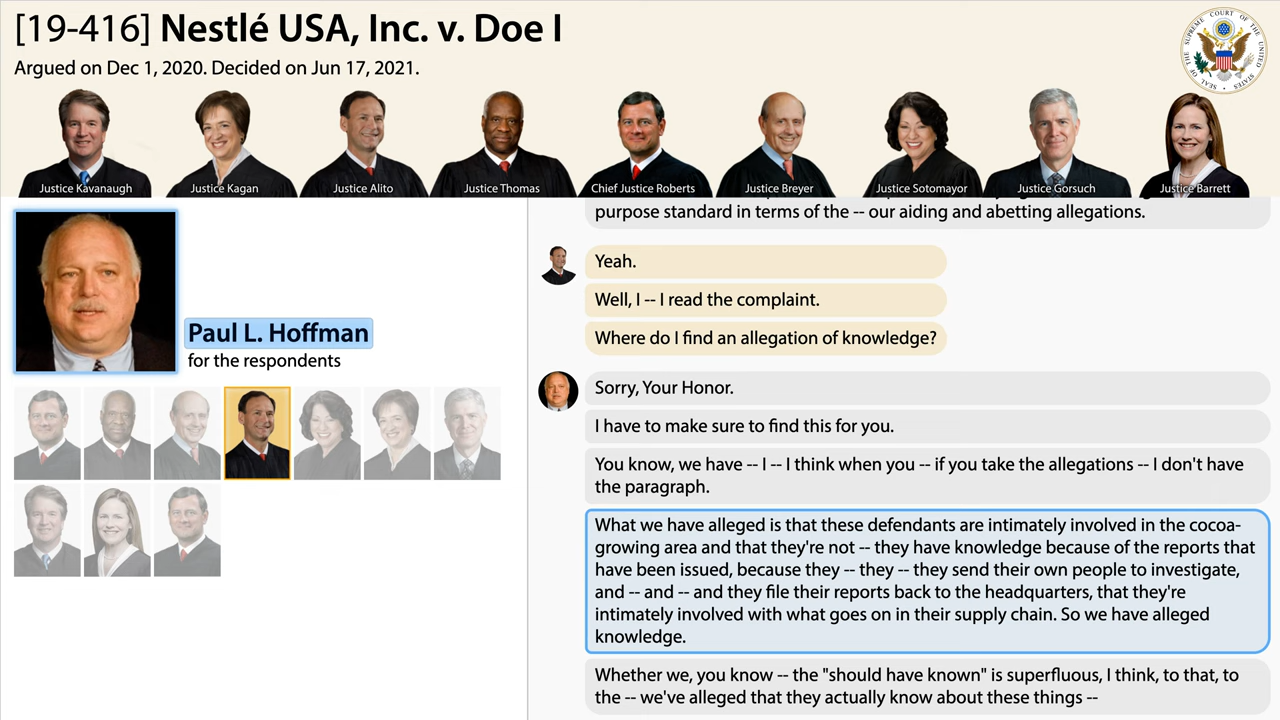 [19-416] Nestlé USA, Inc. v. Doe I
Argued on Dec 1, 2020. Decided on Jun 17, 2021.
SUPREME COURT OF THE UNITED STATES
Justice Kavanaugh
Justice Kagan
Justice Alito
Justice Thomas
Chief Justice Roberts
Justice Breyer
Justice Sotomayor
Justice Gorsuch
Justice Barrett
Paul L. Hoffman
for the respondents
purpose standard in terms of the -- our aiding and abetting allegations.
Yeah.
Well, I -- I read the complaint.
Where do I find an allegation of knowledge?
Sorry, Your Honor.
I have to make sure to find this for you.
You know, we have -- I -- I think when you -- if you take the allegations -- I don't have
the paragraph.
What we have alleged is that these defendants are intimately involved in the cocoa-
growing area and that they're not -- they have knowledge because of the reports that
have been issued, because they -- they -- they send their own people to investigate,
and -- and -- and they file their reports back to the headquarters, that they're
intimately involved with what goes on in their supply chain. So we have alleged
knowledge.
Whether we, you know -- the "should have known" is superfluous, I think, to that, to
the -- we've alleged that they actually know about these things --